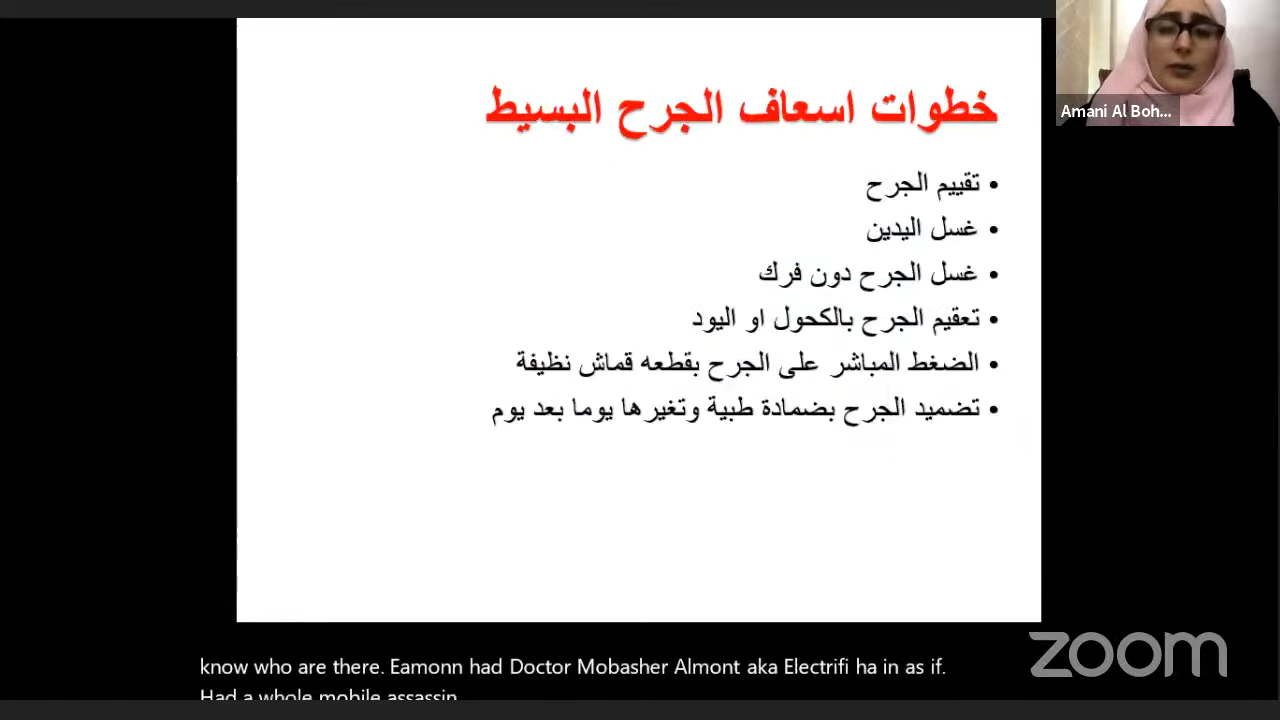 خطوات اسعاف الجرح البسيط
• تقييم الجرح
• غسل اليدين
• غسل الجرح دون فرك
• تعقيم الجرح بالكحول او اليود
• الضغط المباشر على الجرح بقطعه قماش نظيفة
• تضميد الجرح بضمادة طبية وتغيرها يوما بعد يوم
Amani Al Boh...
know who are there. Eamonn had Doctor Mobasher Almont aka Electrifi ha in as if.
Had a whole mobile assassin
zoom